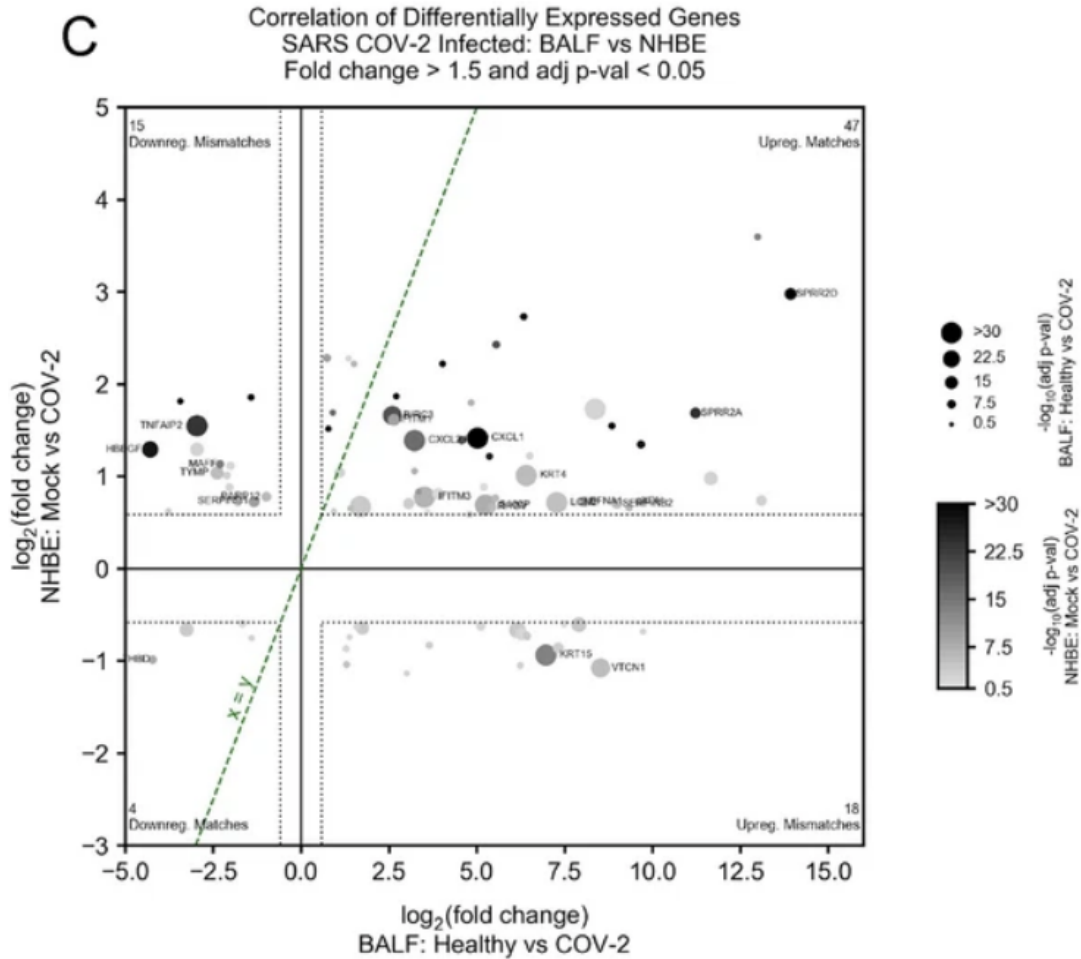 C
Correlation of Differentially Expressed Genes
SARS COV-2 Infected: BALF vs NHBE
Fold change > 1.5 and adj p-val < 0.05
15
Downreg. Mismatches
47
Upreg. Matches
5
4
3
2
1
0
−1
−2
−3
log2(fold change)
NHBE: Mock vs COV-2
SPRR2D
SPRR2A
TNFAIP2
BIRC3
CXCL2
CXCL1
TYMP
KRT4
IFITM3
HBD
KRT15
VTCN1
x = y
4
Downreg. Matches
18
Upreg. Mismatches
−5.0
−2.5
0.0
2.5
5.0
7.5
10.0
12.5
15.0
log2(fold change)
BALF: Healthy vs COV-2
>30
22.5
15
7.5
0.5
-log10(adj p-val)
BALF: Healthy vs COV-2
>30
22.5
15
7.5
0.5
-log10(adj p-val)
NHBE: Mock vs COV-2